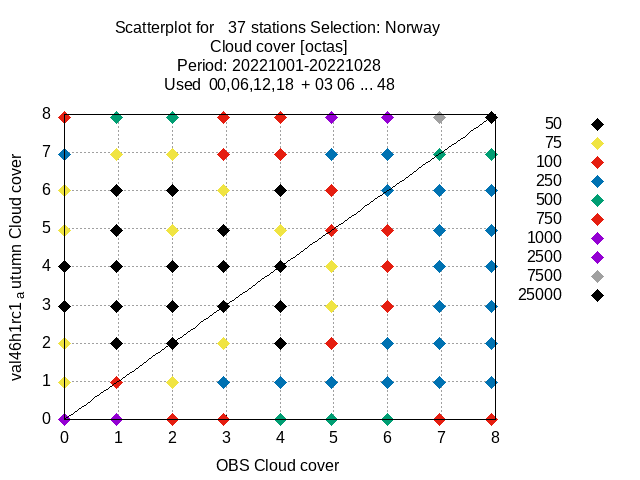 Scatterplot for 37 stations Selection: Norway
Cloud cover [octas]
Period: 20221001-20221028
Used 00,06,12,18 + 03 06 ... 48
val46h1rc1 a utumn Cloud cover
8
7
6
5
4
3
2
1
0
0 1 2 3 4 5 6 7 8
OBS Cloud cover
50
75
100
250
500
750
1000
2500
7500
25000